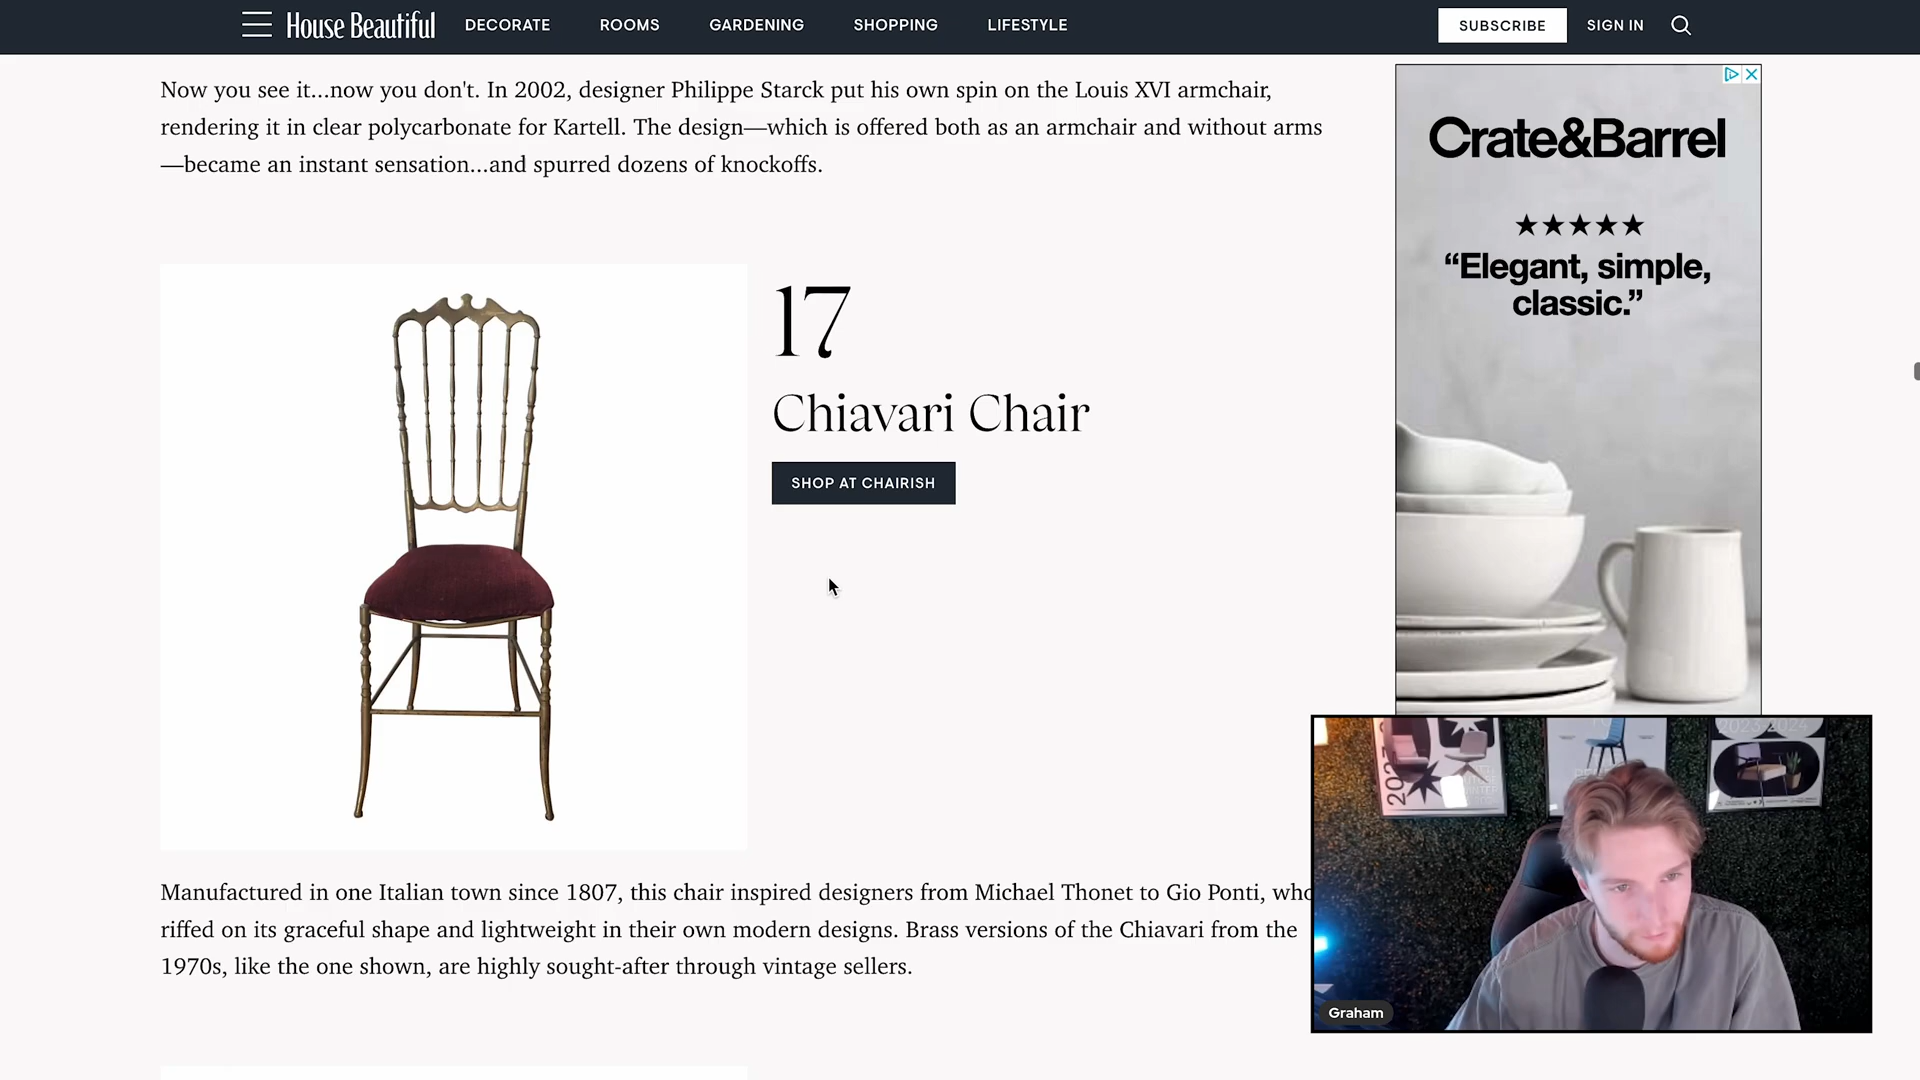 House Beautiful
DECORATE
ROOMS
GARDENING
SHOPPING
LIFESTYLE
SUBSCRIBE
SIGN IN
Now you see it...now you don't. In 2002, designer Philippe Starck put his own spin on the Louis XVI armchair,
rendering it in clear polycarbonate for Kartell. The design—which is offered both as an armchair and without arms
—became an instant sensation...and spurred dozens of knockoffs.
Crate&Barrel
★★★★★
“Elegant, simple,
classic.”
17
Chiavari Chair
SHOP AT CHAIRISH
Manufactured in one Italian town since 1807, this chair inspired designers from Michael Thonet to Gio Ponti, who
riffed on its graceful shape and lightweight in their own modern designs. Brass versions of the Chiavari from the
1970s, like the one shown, are highly sought-after through vintage sellers.
2023-2024
Graham